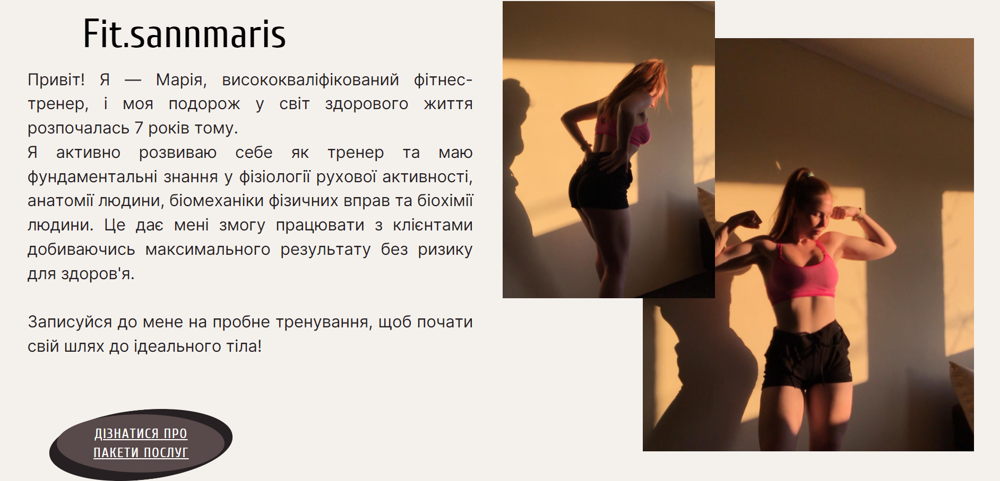 Fit.sannmaris
Привіт! Я — Марія, висококваліфікований фітнес-
тренер, і моя подорож у світ здорового життя
розпочалась 7 років тому.
Я активно розвиваю себе як тренер та маю
фундаментальні знання у фізіології рухової активності,
анатомії людини, біомеханіки фізичних вправ та біохімії
людини. Це дає мені змогу працювати з клієнтами
добиваючись максимального результату без ризику
для здоров'я.
Записуйся до мене на пробне тренування, щоб почати
свій шлях до ідеального тіла!
ДІЗНАТИСЯ ПРО
ПАКЕТИ ПОСЛУГ